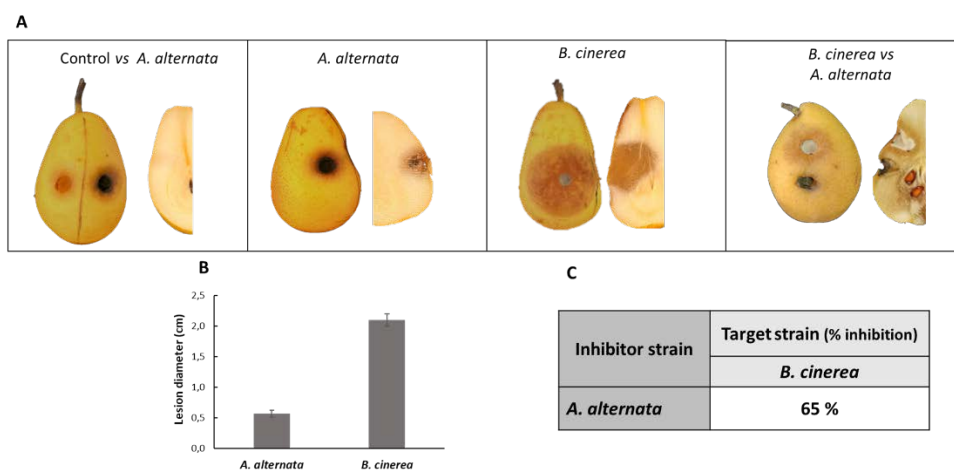 A
Control vs A. alternata
A. alternata
B. cinerea
B. cinerea vs
A. alternata
B
Lesion diameter (cm)
2,5
2,0
1,5
1,0
0,5
0,0
A. alternata
B. cinerea
C
Inhibitor strain
Target strain (% inhibition)
B. cinerea
A. alternata
65 %